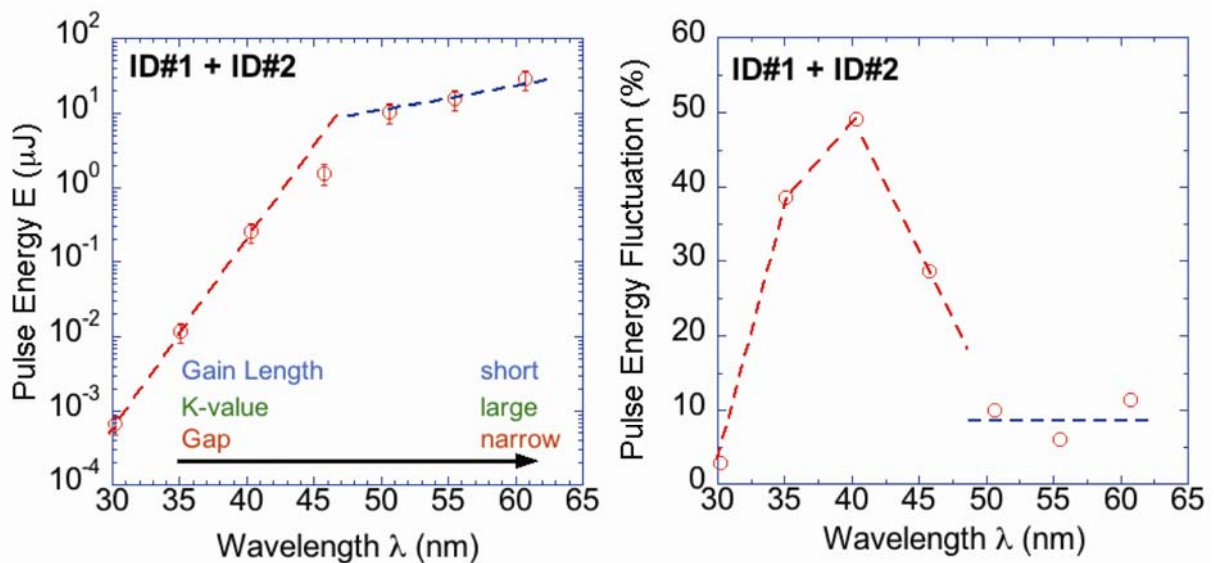 ID#1 + ID#2
Pulse Energy E (μJ)
10^2
10^1
10^0
10^-1
10^-2
10^-3
10^-4
Gain Length short
K-value large
Gap narrow
30 35 40 45 50 55 60 65
Wavelength λ (nm)
ID#1 + ID#2
Pulse Energy Fluctuation (%)
60
50
40
30
20
10
0
30 35 40 45 50 55 60 65
Wavelength λ (nm)